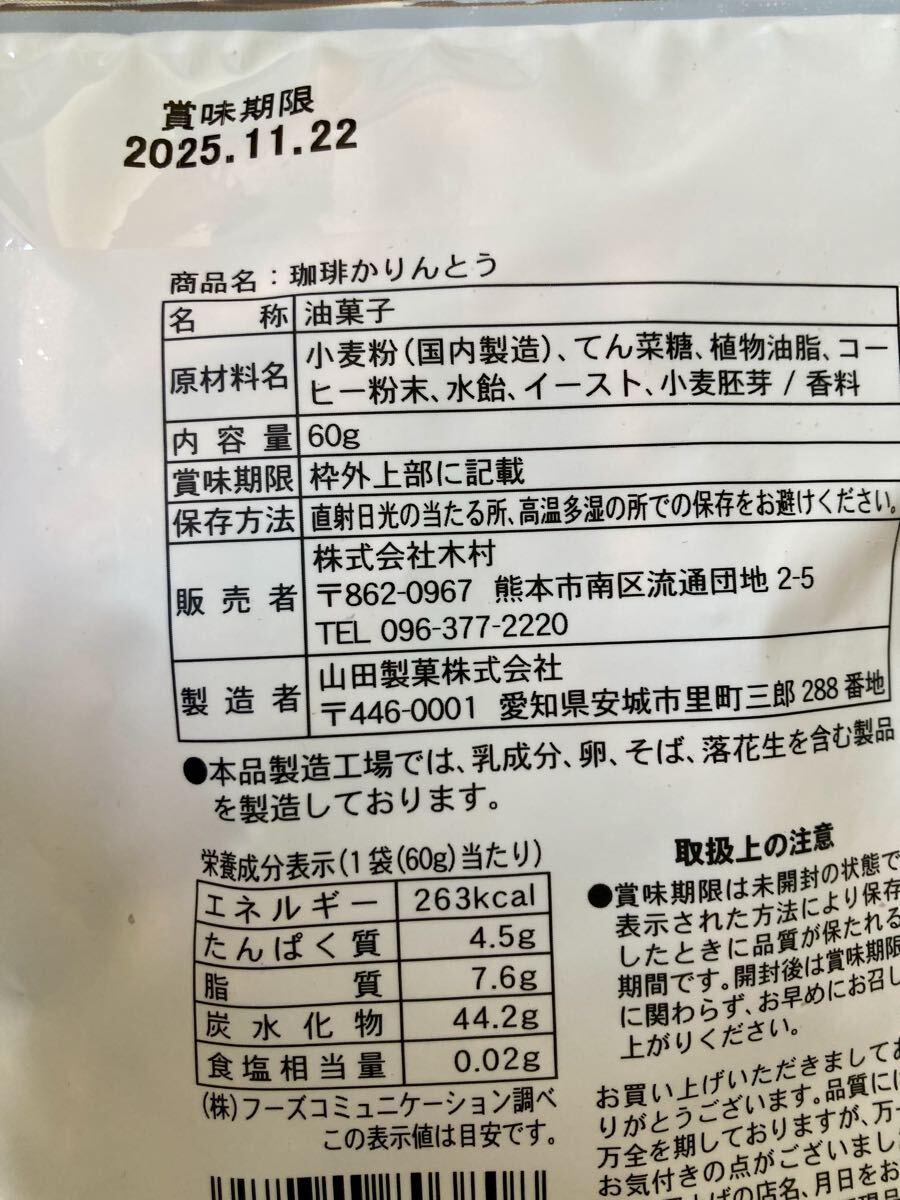 賞味期限
2025.11.22
商品名：珈琲かりんとう
名称 油菓子
原材料名 小麦粉（国内製造）、てん菜糖、植物油脂、コー
ヒー粉末、水飴、イースト、小麦胚芽 / 香料
内容量 60g
賞味期限 枠外上部に記載
保存方法 直射日光の当たる所、高温多湿の所での保存をお避けください。
販売者 株式会社木村
〒862-0967 熊本市南区流通団地 2-5
TEL 096-377-2220
製造者 山田製菓株式会社
〒446-0001 愛知県安城市里町三郎 288 番地
●本品製造工場では、乳成分、卵、そば、落花生を含む製品
を製造しております。
栄養成分表示(1袋(60g)当たり)
エネルギー 263kcal
たんぱく質 4.5g
脂質 7.6g
炭水化物 44.2g
食塩相当量 0.02g
(株)フーズコミュニケーション調べ
この表示値は目安です。
取扱上の注意
●賞味期限は未開封の状態で
表示された方法により保存
したときに品質が保たれる
期間です。開封後は賞味期限
に関わらず、お早めにお召し
上がりください。
お買い上げいただきましてあ
りがとうございます。品質には
万全を期しておりますが、万一
お気付きの点がございまし
の店名、月日をお